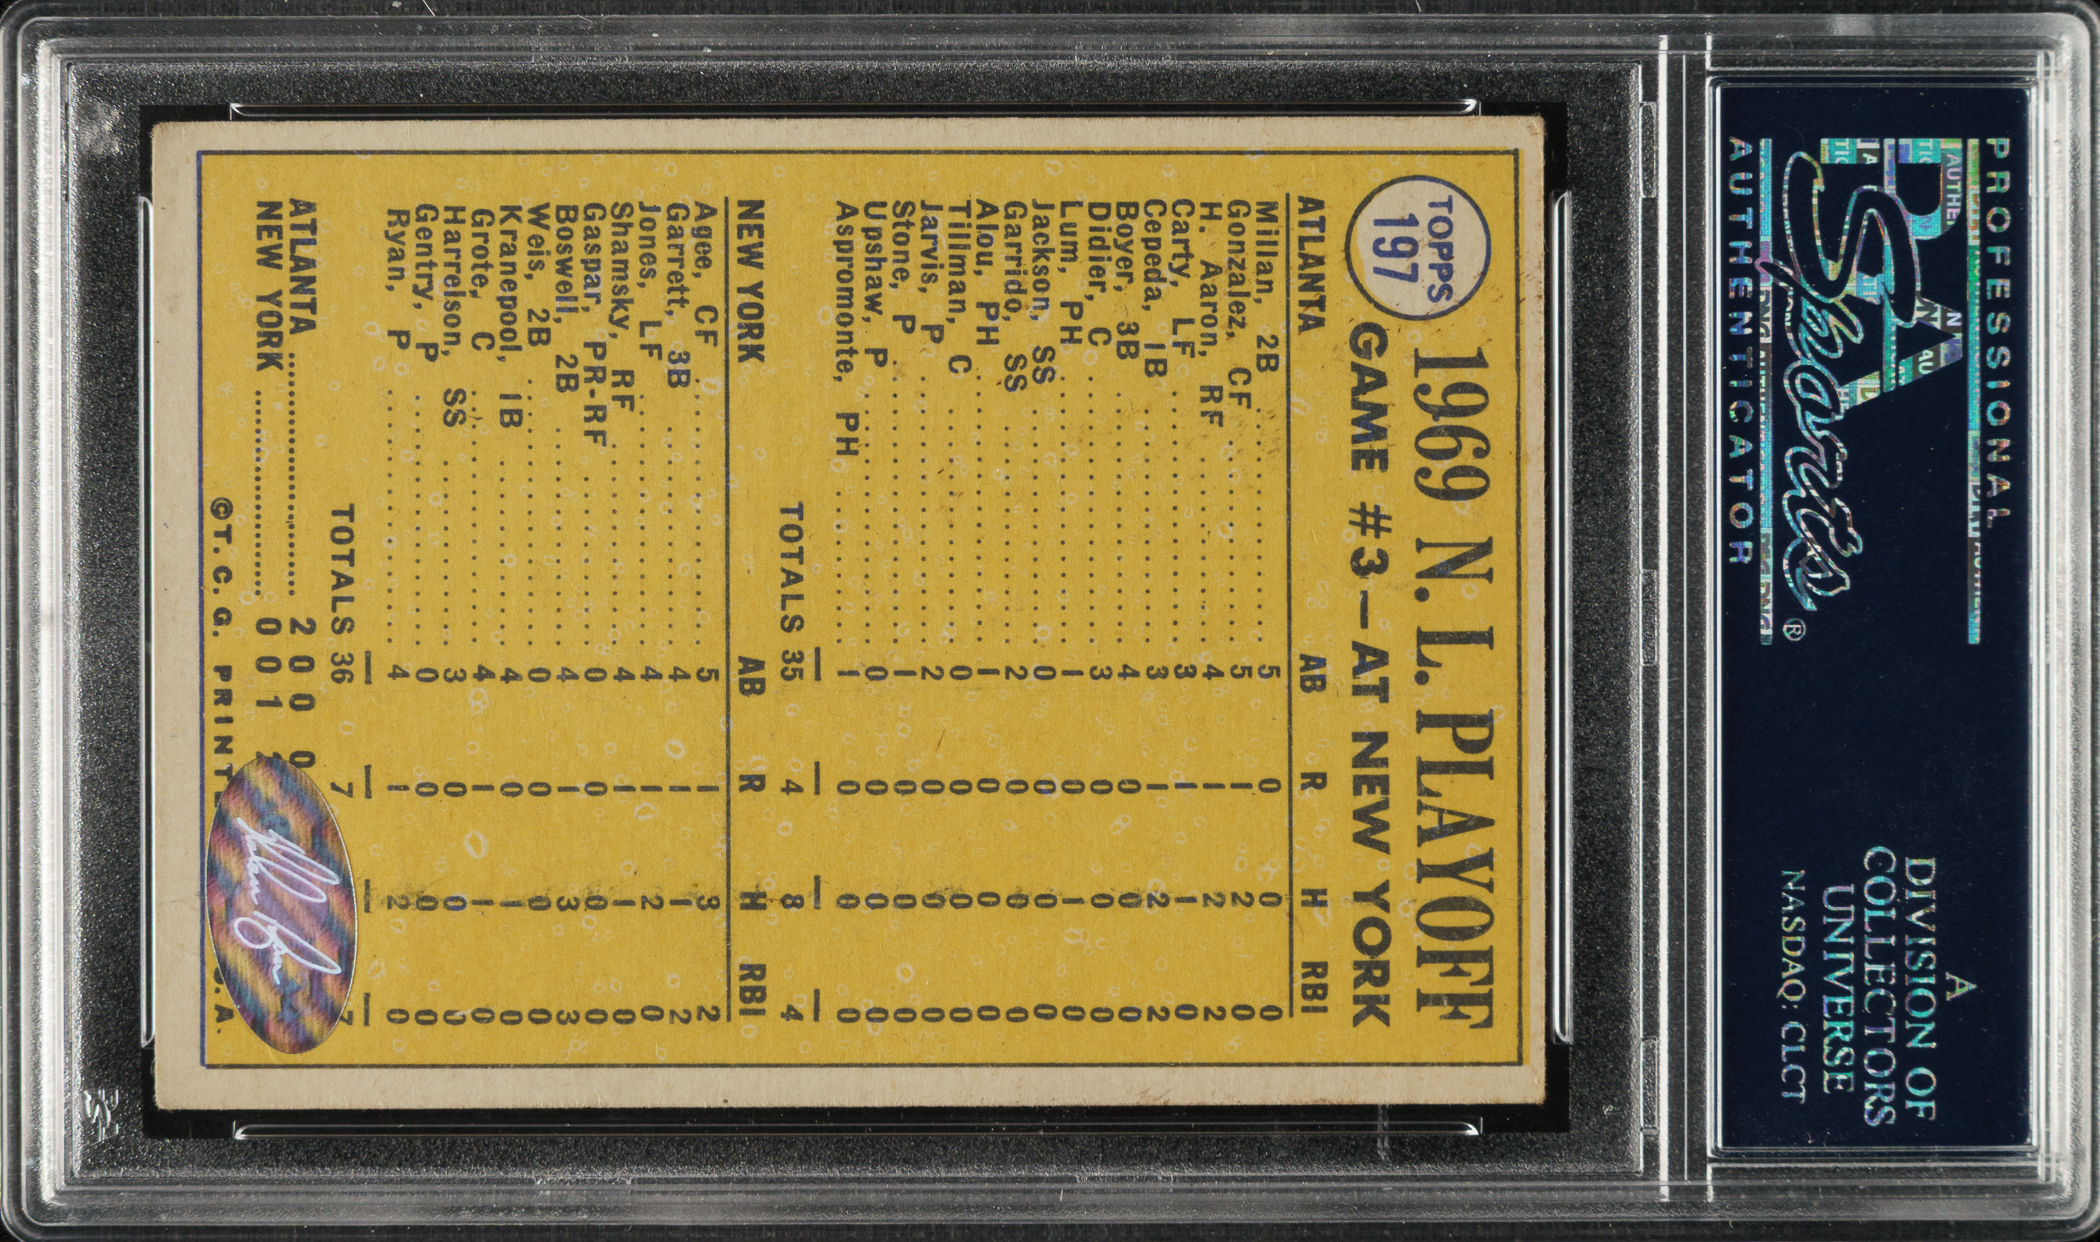 TOPPS
197
1969 N. L. PLAYOFF
GAME #3—AT NEW YORK
ATLANTA AB R H RBI
Millan, 2B 5 0 0 0
Gonzalez, CF 5 1 2 0
H. Aaron, RF 4 1 2 2
Carty, LF 3 1 1 0
Cepeda, 1B 3 1 2 2
Boyer, 3B 4 0 0 0
Didier, C 3 0 0 0
Lum, PH 1 0 1 0
Jackson, SS 0 0 0 0
Garrido, SS 2 0 0 0
Alou, PH 1 0 0 0
Tillman, C 0 0 0 0
Jarvis, P 2 0 0 0
Stone, P 1 0 0 0
Upshaw, P 0 0 0 0
Aspromonte, PH 1 0 0 0
TOTALS 35 4 8 4
NEW YORK AB R H RBI
Agee, CF 5 1 3 2
Garrett, 3B 4 1 1 2
Jones, LF 4 1 2 0
Shamsky, RF 4 1 1 0
Gaspar, PR-RF 0 0 0 0
Boswell, 2B 4 1 3 3
Weis, 2B 0 0 0 0
Kranepool, 1B 4 0 1 0
Grote, C 4 1 1 0
Harrelson, SS 3 0 0 0
Gentry, P 0 0 0 0
Ryan, P 4 1 2 0
TOTALS 36 7 7
ATLANTA 2 0 0 0
NEW YORK 0 0 1 2
©T. C. G. PRINT S.A.
PROFESSIONAL
PSA
Sports
®
AUTHENTICATOR
A
DIVISION OF
COLLECTORS
UNIVERSE
NASDAQ: CLCT